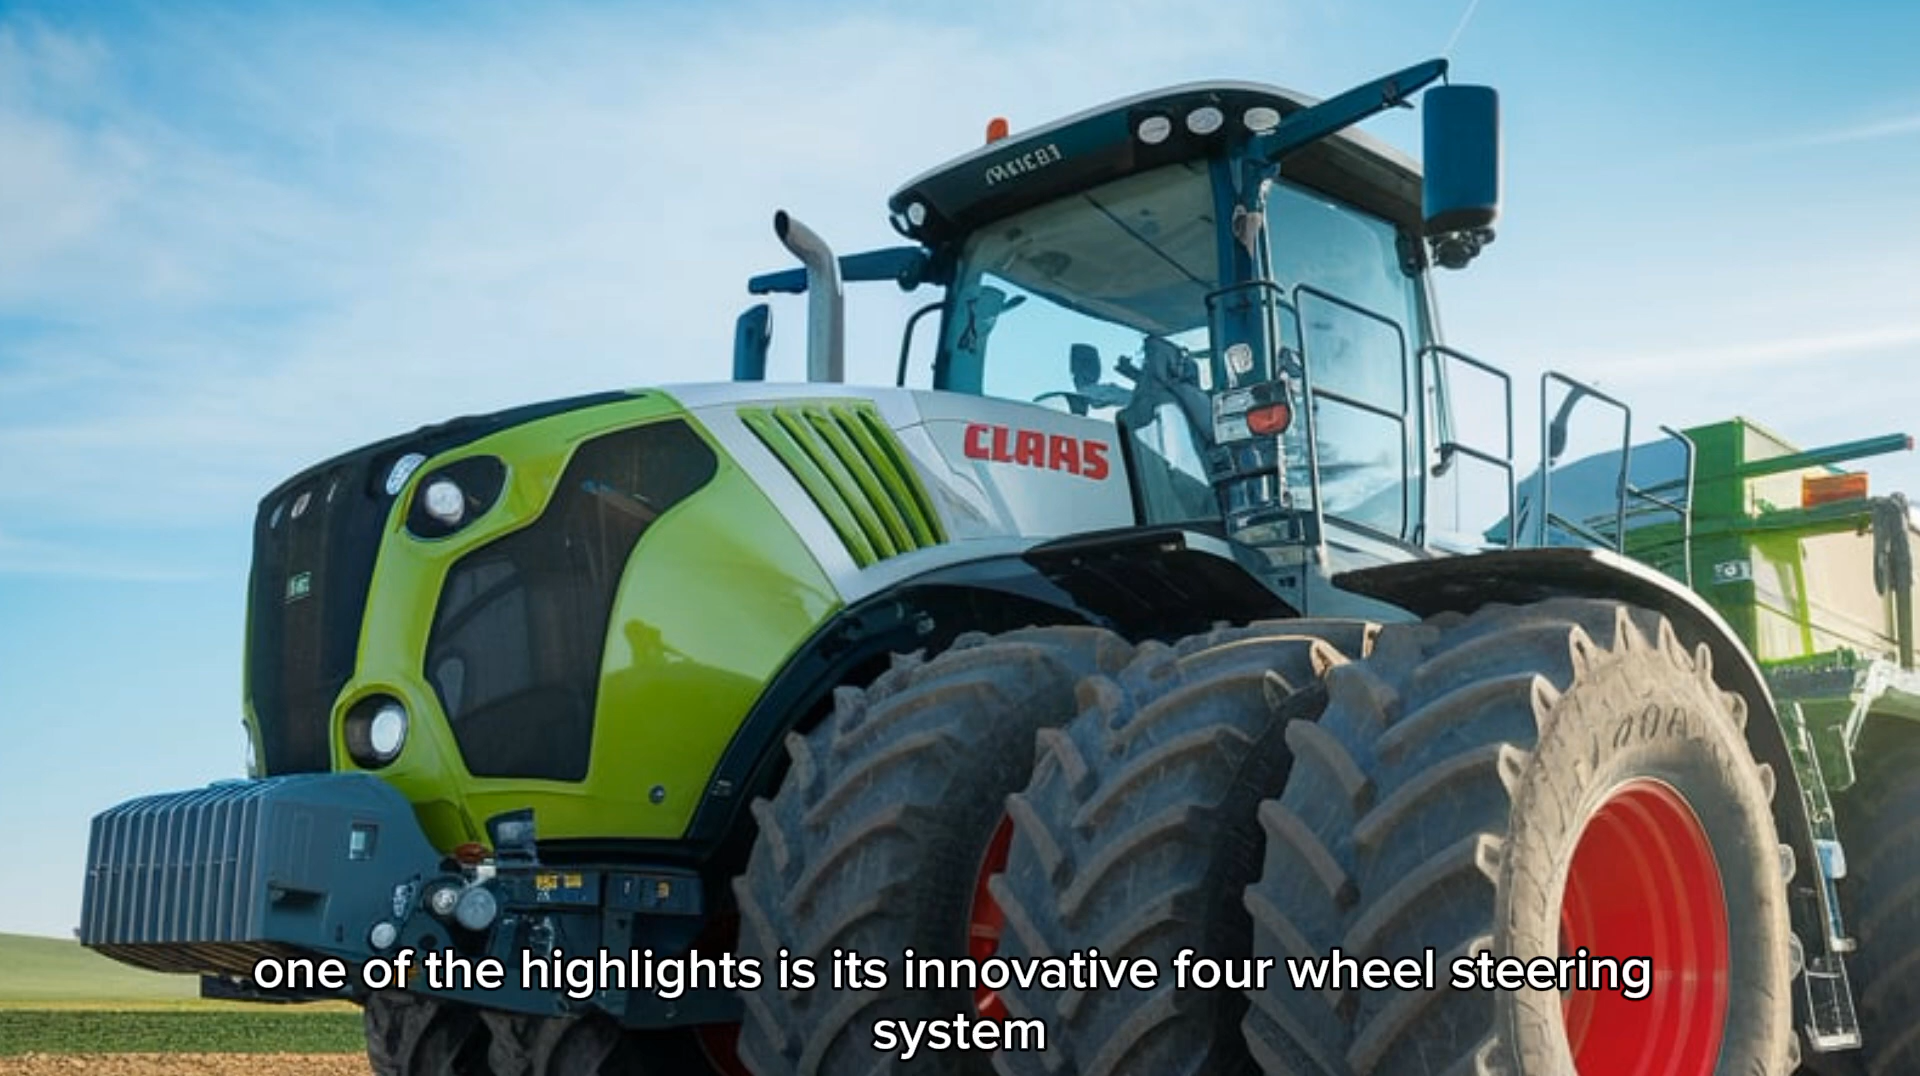 CLAAS
one of the highlights is its innovative four wheel steering
system